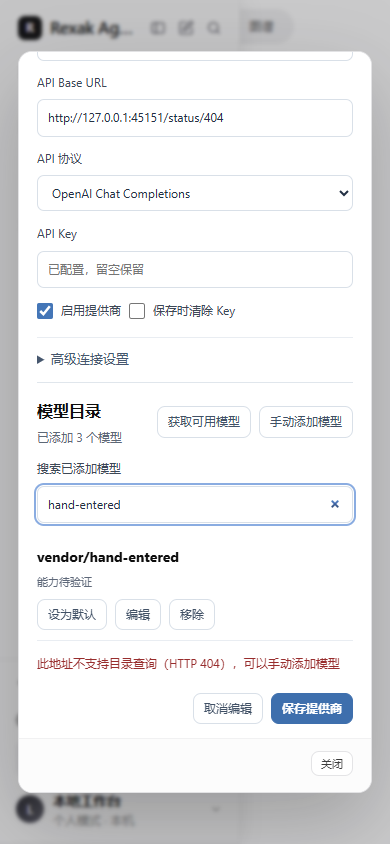 Rexak Ag...
API Base URL
http://127.0.0.1:45151/status/404
API 协议
OpenAI Chat Completions
API Key
已配置，留空保留
启用提供商 保存时清除 Key
高级连接设置
模型目录
已添加 3 个模型
获取可用模型 手动添加模型
搜索已添加模型
hand-entered
vendor/hand-entered
能力待验证
设为默认 编辑 移除
此地址不支持目录查询（HTTP 404），可以手动添加模型
取消编辑 保存提供商
关闭
本地工作台
个人模式 · 本机